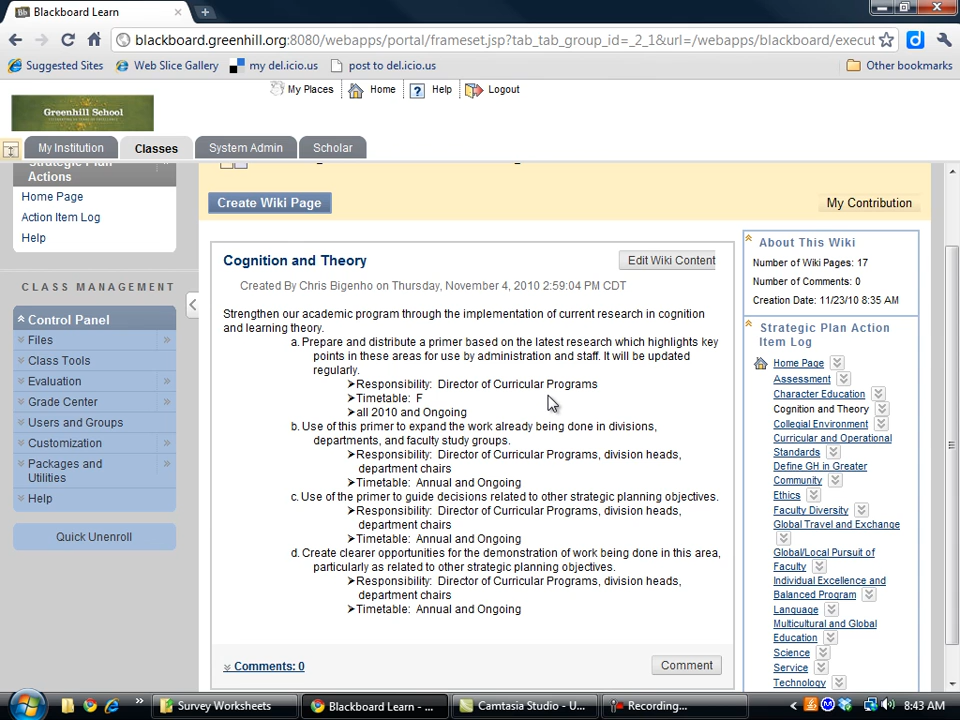 Blackboard Learn
blackboard.greenhill.org:8080/webapps/portal/frameset.jsp?tab_tab_group_id=_2_1&url=/webapps/blackboard/execut
Suggested Sites
Web Slice Gallery
my del.icio.us
post to del.icio.us
Other bookmarks
My Places
Home
Help
Logout
Greenhill School
My Institution
Classes
System Admin
Scholar
Strategic Plan
Actions
Home Page
Action Item Log
Help
CLASS MANAGEMENT
Control Panel
Files
Class Tools
Evaluation
Grade Center
Users and Groups
Customization
Packages and
Utilities
Help
Quick Unenroll
Create Wiki Page
My Contribution
Cognition and Theory
Edit Wiki Content
Created By Chris Bigenho on Thursday, November 4, 2010 2:59:04 PM CDT
Strengthen our academic program through the implementation of current research in cognition
and learning theory.
a. Prepare and distribute a primer based on the latest research which highlights key
points in these areas for use by administration and staff. It will be updated
regularly.
➢Responsibility: Director of Curricular Programs
➢Timetable: F
➢all 2010 and Ongoing
b. Use of this primer to expand the work already being done in divisions,
departments, and faculty study groups.
➢Responsibility: Director of Curricular Programs, division heads,
department chairs
➢Timetable: Annual and Ongoing
c. Use of the primer to guide decisions related to other strategic planning objectives.
➢Responsibility: Director of Curricular Programs, division heads,
department chairs
➢Timetable: Annual and Ongoing
d. Create clearer opportunities for the demonstration of work being done in this area,
particularly as related to other strategic planning objectives.
➢Responsibility: Director of Curricular Programs, division heads,
department chairs
➢Timetable: Annual and Ongoing
Comments: 0
Comment
About This Wiki
Number of Wiki Pages: 17
Number of Comments: 0
Creation Date: 11/23/10 8:35 AM
Strategic Plan Action
Item Log
Home Page
Assessment
Character Education
Cognition and Theory
Collegial Environment
Curricular and Operational
Standards
Define GH in Greater
Community
Ethics
Faculty Diversity
Global Travel and Exchange
Global/Local Pursuit of
Faculty
Individual Excellence and
Balanced Program
Language
Multicultural and Global
Education
Science
Service
Technology
Survey Worksheets
Blackboard Learn - ...
Camtasia Studio - U...
Recording...
8:43 AM